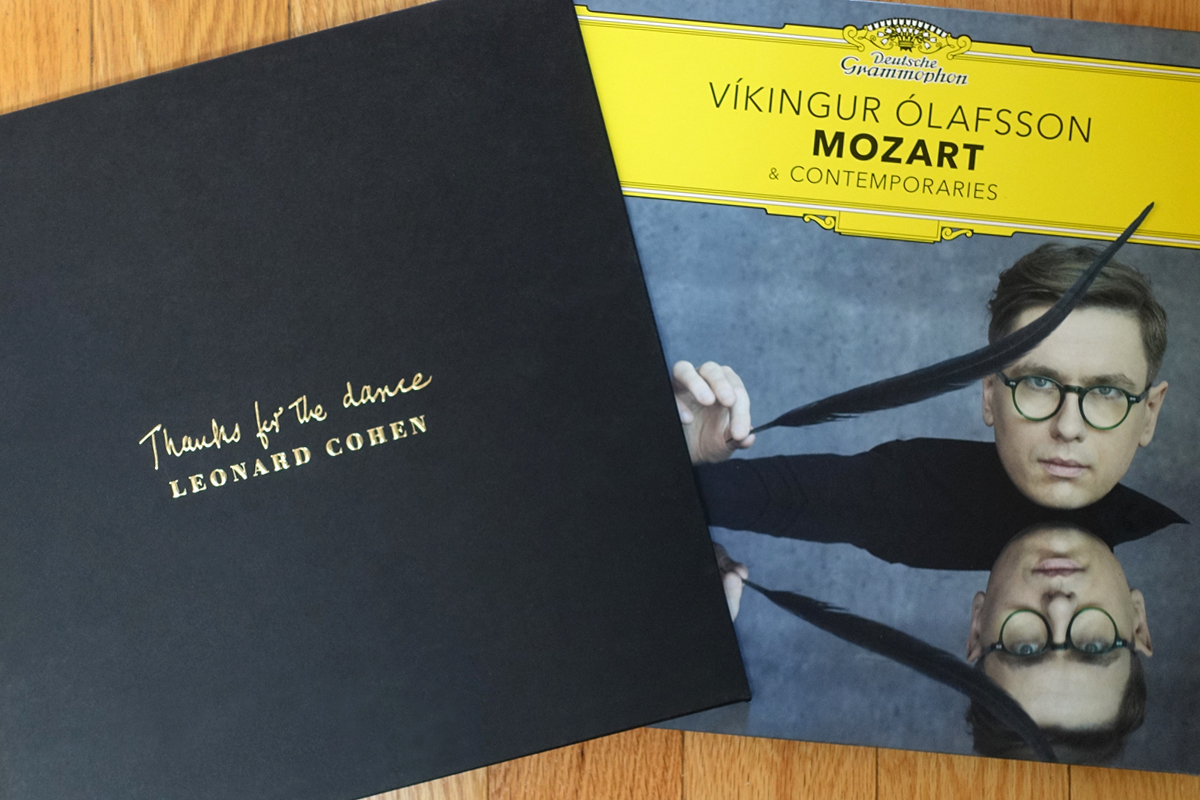 Thanks for the dance
LEONARD COHEN
Deutsche
Grammophon
VÍKINGUR ÓLAFSSON
MOZART
& CONTEMPORARIES